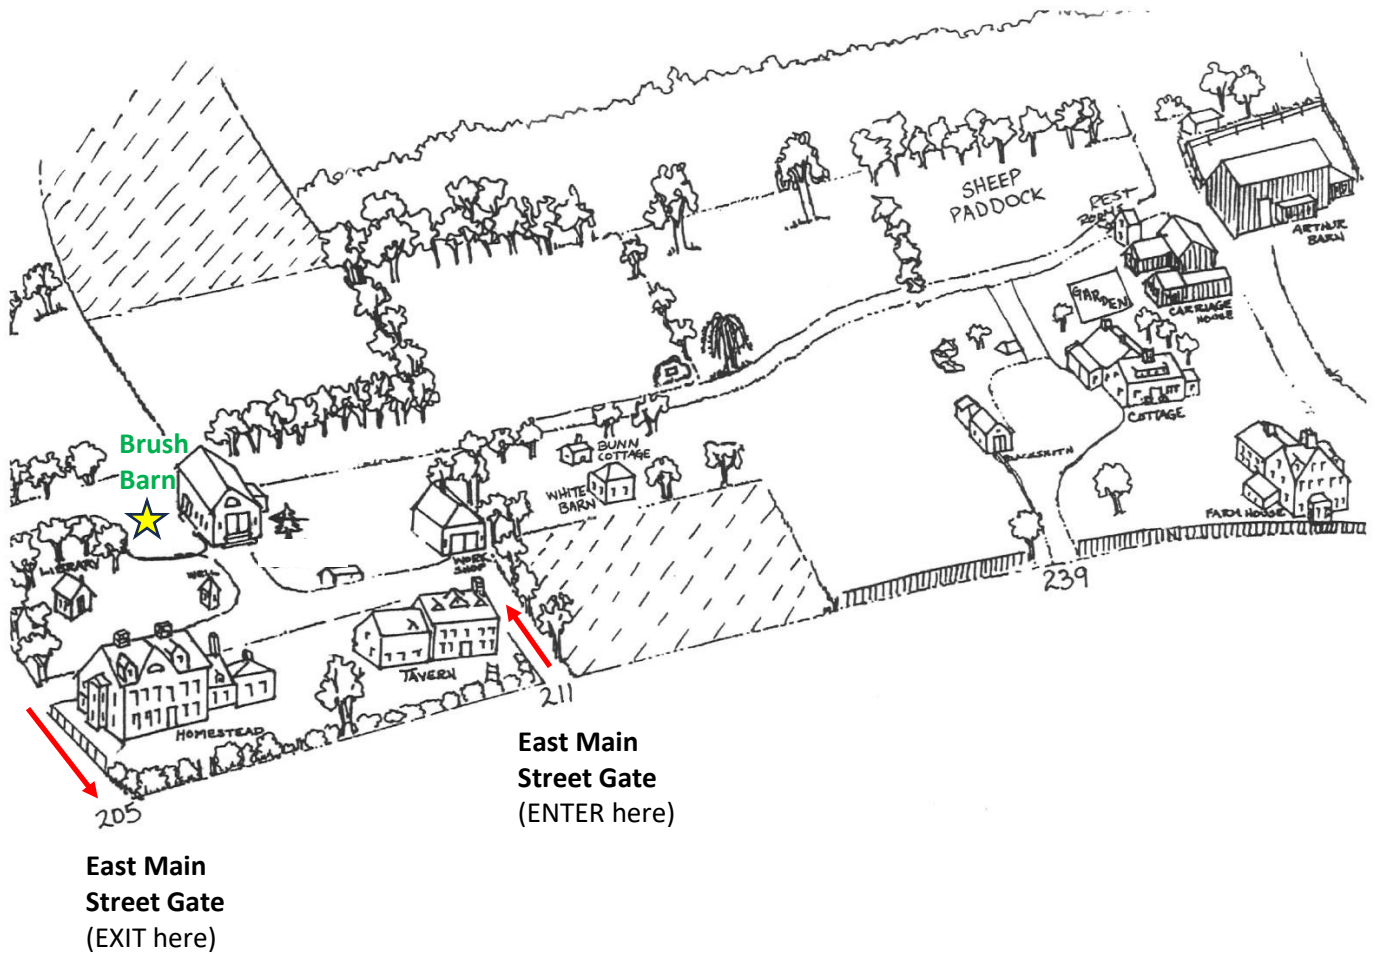 SHEEP
PADDOCK
REST
ROOMS
ARTHUR
BARN
GARDEN
CARRIAGE
HOUSE
COTTAGE
Brush
Barn
BUNN
COTTAGE
WHITE
BARN
BLACKSMITH
FARM HOUSE
LIBRARY
WELL
WORK
SHOP
239
TAVERN
211
HOMESTEAD
East Main
Street Gate
(ENTER here)
205
East Main
Street Gate
(EXIT here)